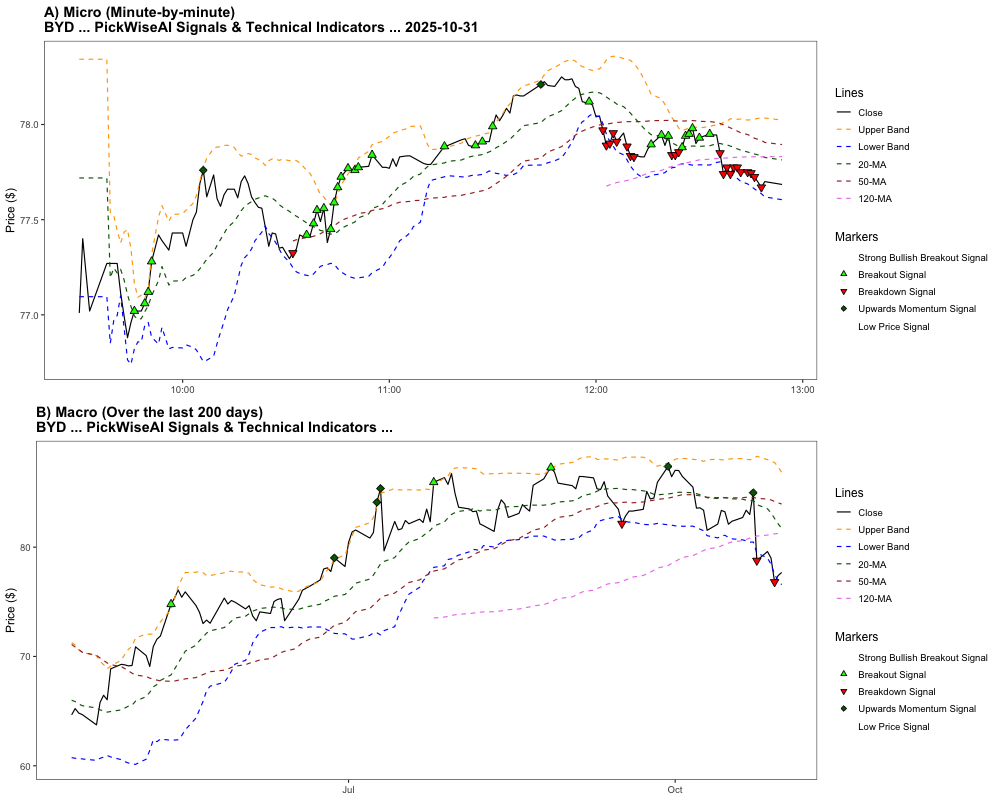 A) Micro (Minute-by-minute)
BYD ... PickWiseAI Signals & Technical Indicators ... 2025-10-31
Price ($)
78.0
77.5
77.0
10:00
11:00
12:00
13:00
Lines
Close
Upper Band
Lower Band
20-MA
50-MA
120-MA
Markers
Strong Bullish Breakout Signal
Breakout Signal
Breakdown Signal
Upwards Momentum Signal
Low Price Signal
B) Macro (Over the last 200 days)
BYD ... PickWiseAI Signals & Technical Indicators ...
Price ($)
80
70
60
Jul
Oct
Lines
Close
Upper Band
Lower Band
20-MA
50-MA
120-MA
Markers
Strong Bullish Breakout Signal
Breakout Signal
Breakdown Signal
Upwards Momentum Signal
Low Price Signal